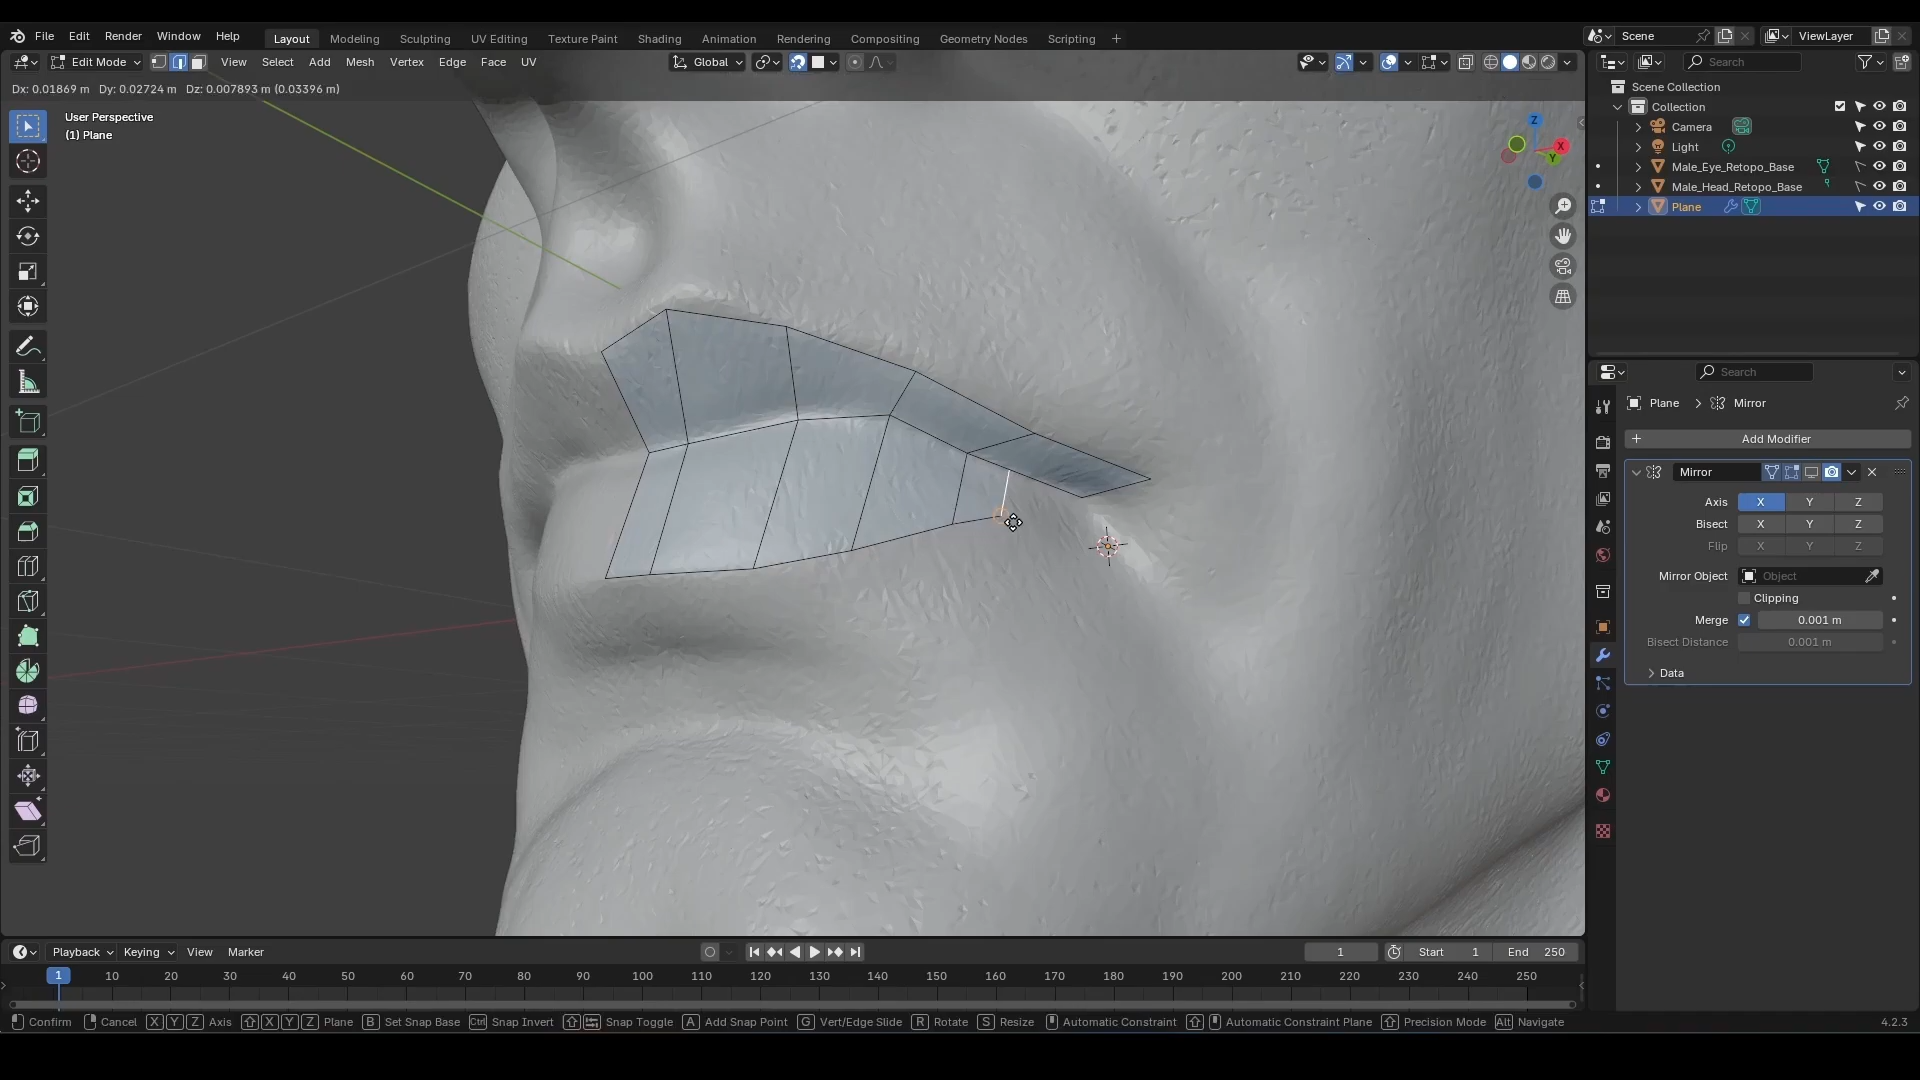 File Edit Render Window Help Layout Modeling Sculpting UV Editing Texture Paint Shading Animation Rendering Compositing Geometry Nodes Scripting + Scene ViewLayer
Edit Mode View Select Add Mesh Vertex Edge Face UV Global Search
Dx: 0.01869 m Dy: 0.02724 m Dz: 0.007893 m (0.03396 m)
Scene Collection
Collection
User Perspective
(1) Plane
Camera
Light
Male_Eye_Retopo_Base
Male_Head_Retopo_Base
Plane
Z
X
Y
Search
Plane > Mirror
+ Add Modifier
Mirror
Axis X Y Z
Bisect X Y Z
Flip X Y Z
Mirror Object Object
Clipping
Merge 0.001 m
Bisect Distance 0.001 m
> Data
Playback Keying View Marker 1 Start 1 End 250
1 10 20 30 40 50 60 70 80 90 100 110 120 130 140 150 160 170 180 190 200 210 220 230 240 250
Confirm Cancel X Y Z Axis X Y Z Plane B Set Snap Base Ctrl Snap Invert Snap Toggle A Add Snap Point G Vert/Edge Slide R Rotate S Resize Automatic Constraint Automatic Constraint Plane Precision Mode Alt Navigate 4.2.3